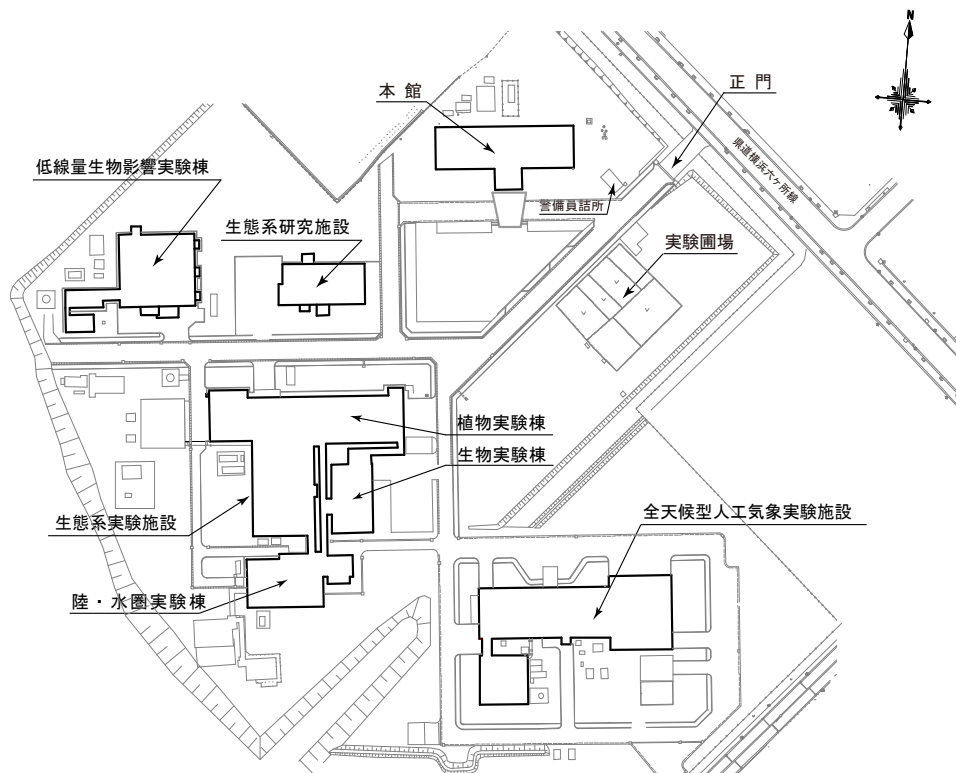 N
正門
本館
県道横浜六ヶ所線
低線量生物影響実験棟
警備員詰所
生態系研究施設
実験圃場
植物実験棟
生物実験棟
生態系実験施設
全天候型人工気象実験施設
陸・水圏実験棟